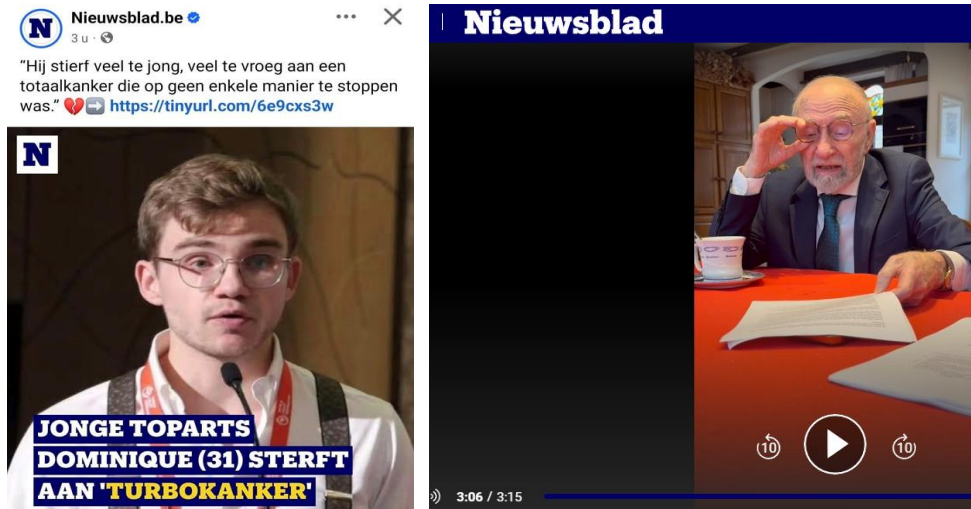 N
Nieuwsblad.be
3 u ·
“Hij stierf veel te jong, veel te vroeg aan een
totaalkanker die op geen enkele manier te stoppen
was.” 💔➡️ https://tinyurl.com/6e9cxs3w
N
JONGE TOPARTS
DOMINIQUE (31) STERFT
AAN 'TURBOKANKER'
Nieuwsblad
10
10
3:06 / 3:15